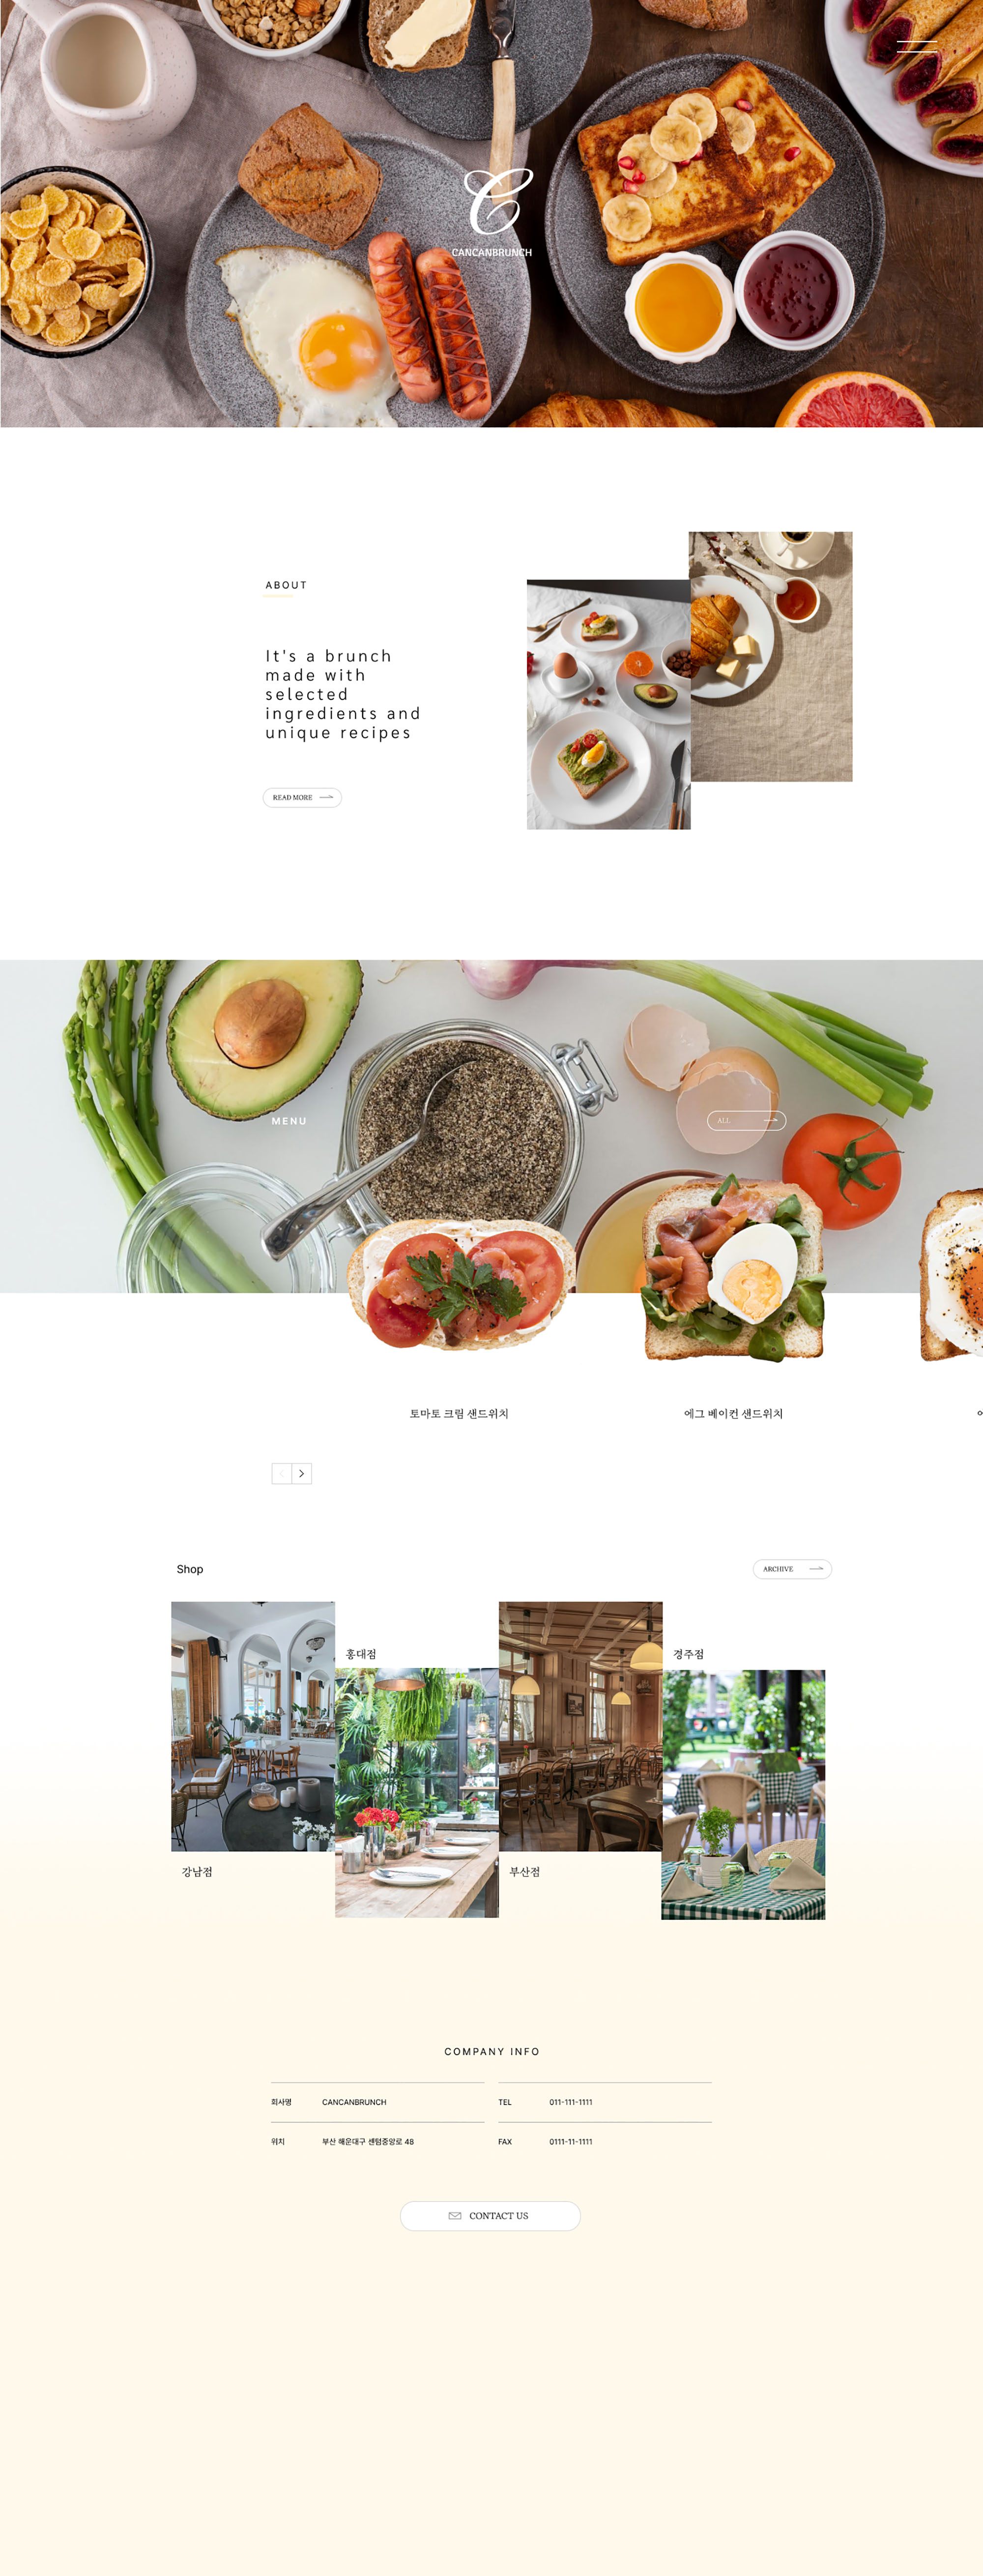 CANCANBRUNCH
ABOUT
It's a brunch
made with
selected
ingredients and
unique recipes
READ MORE
MENU
ALL
토마토 크림 샌드위치
에그 베이컨 샌드위치
Shop
ARCHIVE
홍대점
경주점
강남점
부산점
COMPANY INFO
회사명 CANCANBRUNCH
TEL 011-111-1111
위치 부산 해운대구 센텀중앙로 48
FAX 0111-11-1111
CONTACT US